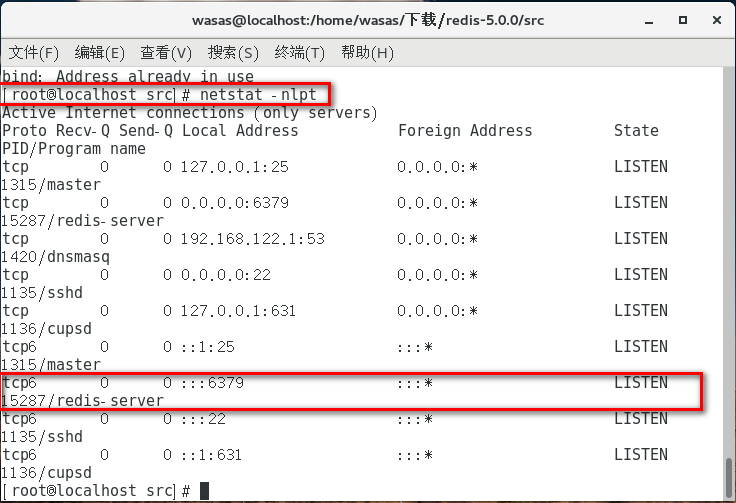 wasas@localhost:/home/wasas/下载/redis-5.0.0/src
文件(F) 编辑(E) 查看(V) 搜索(S) 终端(T) 帮助(H)
bind: Address already in use
[root@localhost src]# netstat -nlpt
Active Internet connections (only servers)
Proto Recv-Q Send-Q Local Address           Foreign Address         State
PID/Program name
tcp        0      0 127.0.0.1:25            0.0.0.0:*               LISTEN
1315/master
tcp        0      0 0.0.0.0:6379            0.0.0.0:*               LISTEN
15287/redis-server
tcp        0      0 192.168.122.1:53        0.0.0.0:*               LISTEN
1420/dnsmasq
tcp        0      0 0.0.0.0:22              0.0.0.0:*               LISTEN
1135/sshd
tcp        0      0 127.0.0.1:631           0.0.0.0:*               LISTEN
1136/cupsd
tcp6       0      0 ::1:25                  :::*                    LISTEN
1315/master
tcp6       0      0 :::6379                 :::*                    LISTEN
15287/redis-server
tcp6       0      0 :::22                   :::*                    LISTEN
1135/sshd
tcp6       0      0 ::1:631                 :::*                    LISTEN
1136/cupsd
[root@localhost src]#